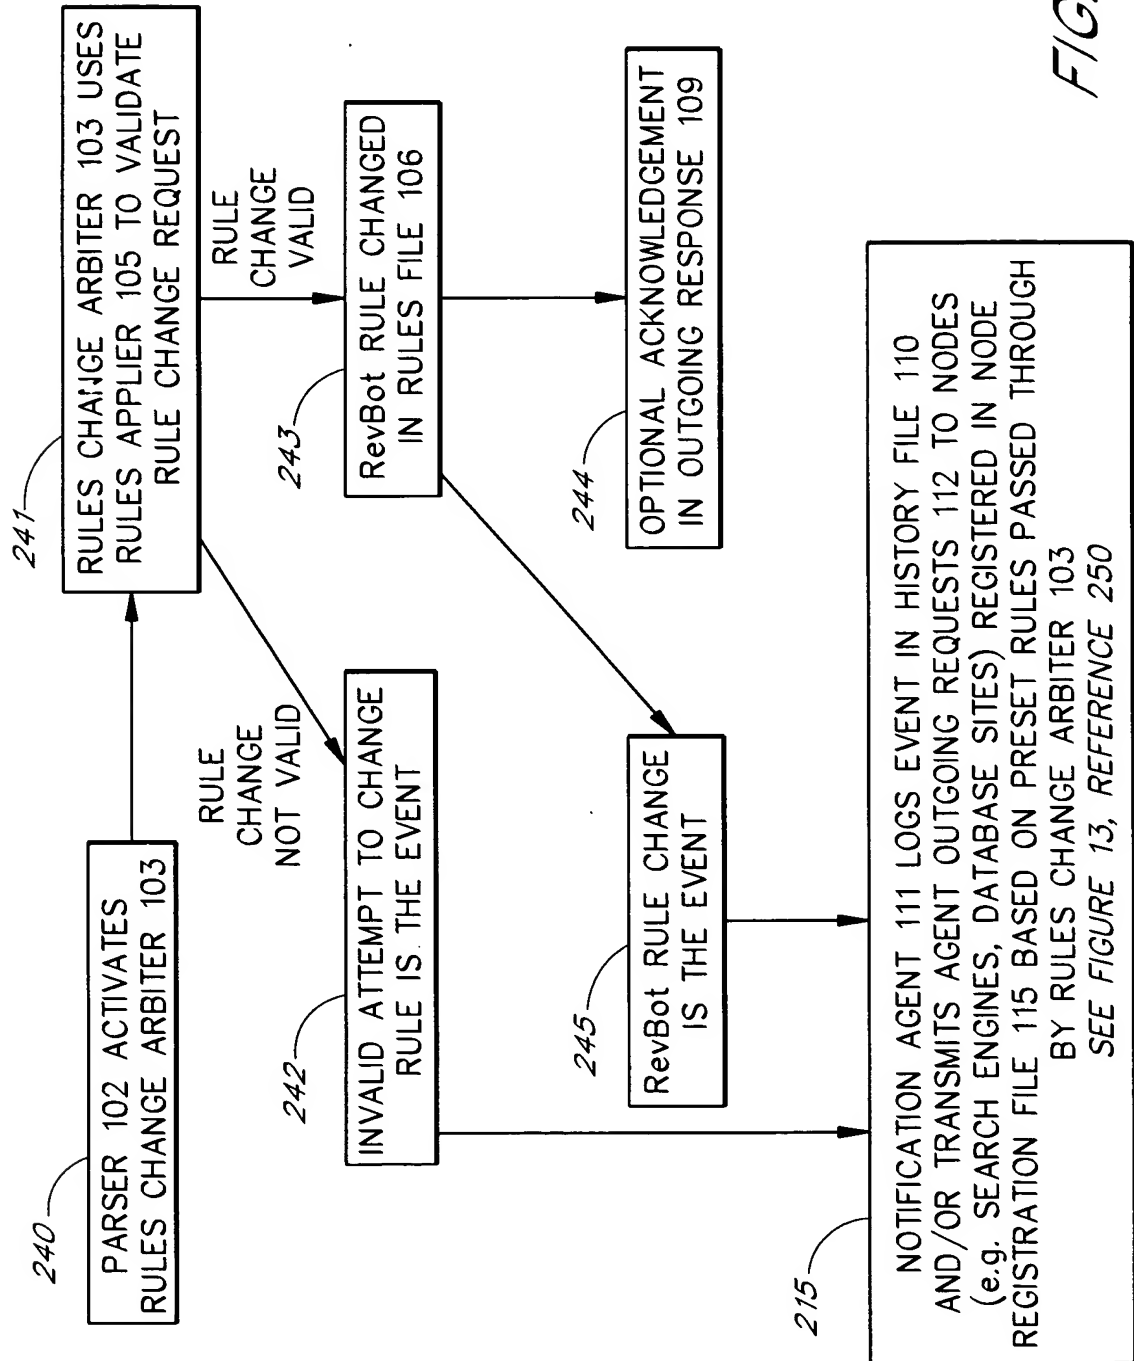 240
PARSER 102 ACTIVATES
RULES CHANGE ARBITER 103
241
RULES CHANGE ARBITER 103 USES
RULES APPLIER 105 TO VALIDATE
RULE CHANGE REQUEST
RULE
CHANGE
NOT VALID
RULE
CHANGE
VALID
242
INVALID ATTEMPT TO CHANGE
RULE IS THE EVENT
243
RevBot RULE CHANGED
IN RULES FILE 106
244
OPTIONAL ACKNOWLEDGEMENT
IN OUTGOING RESPONSE 109
245
RevBot RULE CHANGE
IS THE EVENT
215
NOTIFICATION AGENT 111 LOGS EVENT IN HISTORY FILE 110
AND/OR TRANSMITS AGENT OUTGOING REQUESTS 112 TO NODES
(e.g. SEARCH ENGINES, DATABASE SITES) REGISTERED IN NODE
REGISTRATION FILE 115 BASED ON PRESET RULES PASSED THROUGH
BY RULES CHANGE ARBITER 103
SEE FIGURE 13, REFERENCE 250
FIG.